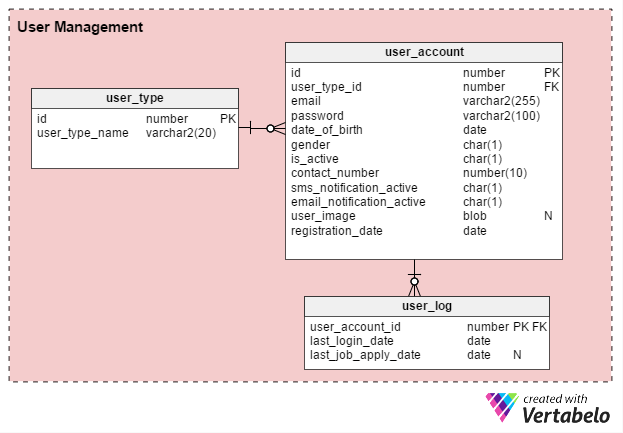 User Management
user_account
id number PK
user_type_id number FK
email varchar2(255)
password varchar2(100)
date_of_birth date
gender char(1)
is_active char(1)
contact_number number(10)
sms_notification_active char(1)
email_notification_active char(1)
user_image blob N
registration_date date
user_type
id number PK
user_type_name varchar2(20)
user_log
user_account_id number PK FK
last_login_date date
last_job_apply_date date N
created with
Vertabelo